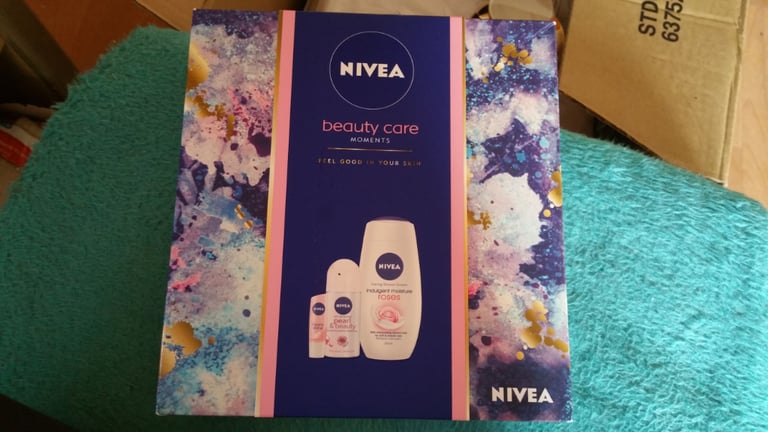 NIVEA
beauty care
MOMENTS
FEEL GOOD IN YOUR SKIN
NIVEA
indulgent moisture
roses
NIVEA
pearl
& beauty
NIVEA
NIVEA
STD
6375